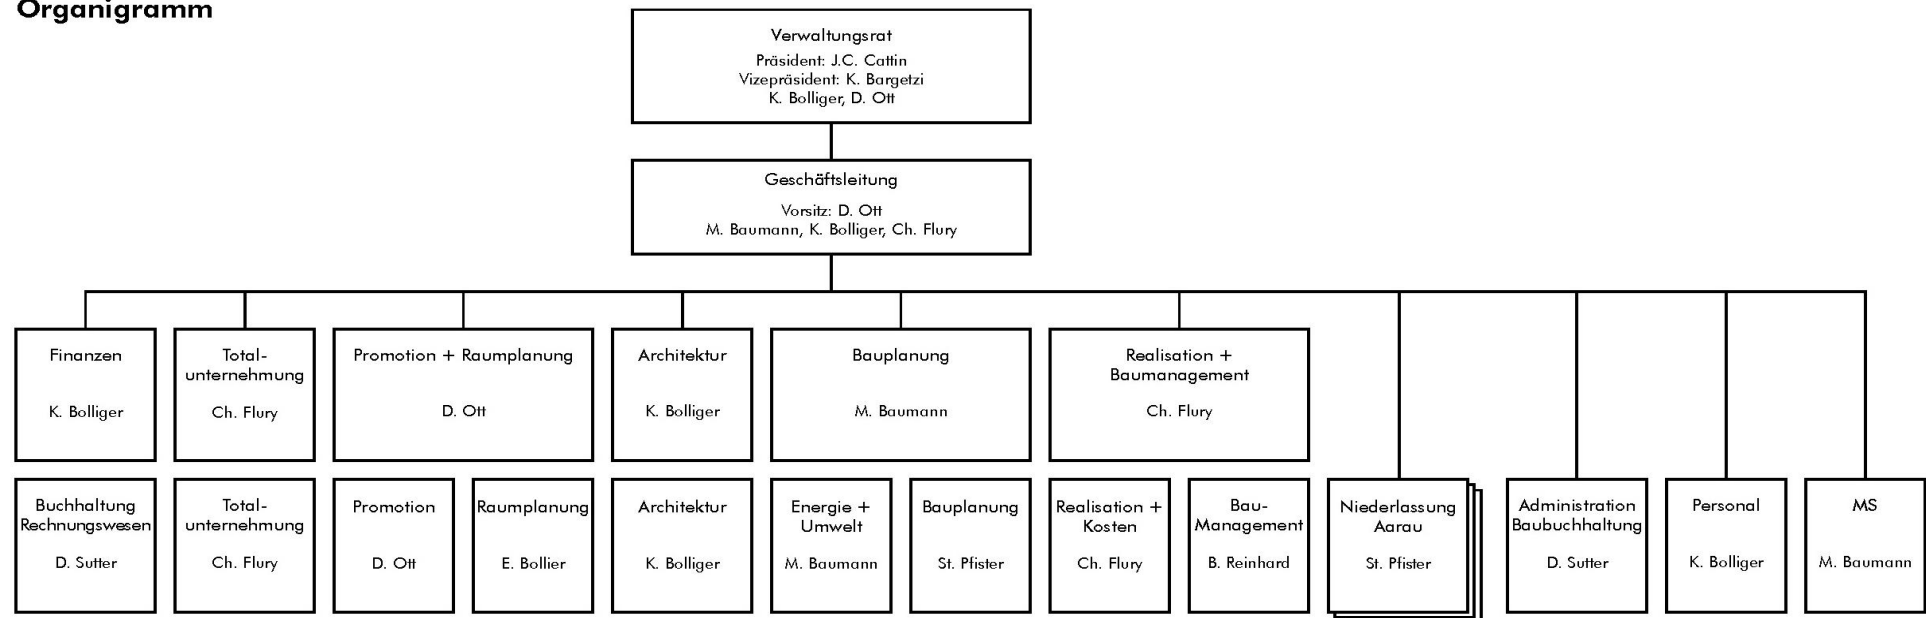 Organigramm
Verwaltungsrat
Präsident: J.C. Cattin
Vizepräsident: K. Bargetzi
K. Bolliger, D. Ott
Geschäftsleitung
Vorsitz: D. Ott
M. Baumann, K. Bolliger, Ch. Flury
Finanzen
K. Bolliger
Total-
unternehmung
Ch. Flury
Promotion + Raumplanung
D. Ott
Architektur
K. Bolliger
Bauplanung
M. Baumann
Realisation +
Baumanagement
Ch. Flury
Buchhaltung
Rechnungswesen
D. Sutter
Total-
unternehmung
Ch. Flury
Promotion
D. Ott
Raumplanung
E. Bollier
Architektur
K. Bolliger
Energie +
Umwelt
M. Baumann
Bauplanung
St. Pfister
Realisation +
Kosten
Ch. Flury
Bau-
Management
B. Reinhard
Niederlassung
Aarau
St. Pfister
Administration
Baubuchhaltung
D. Sutter
Personal
K. Bolliger
MS
M. Baumann